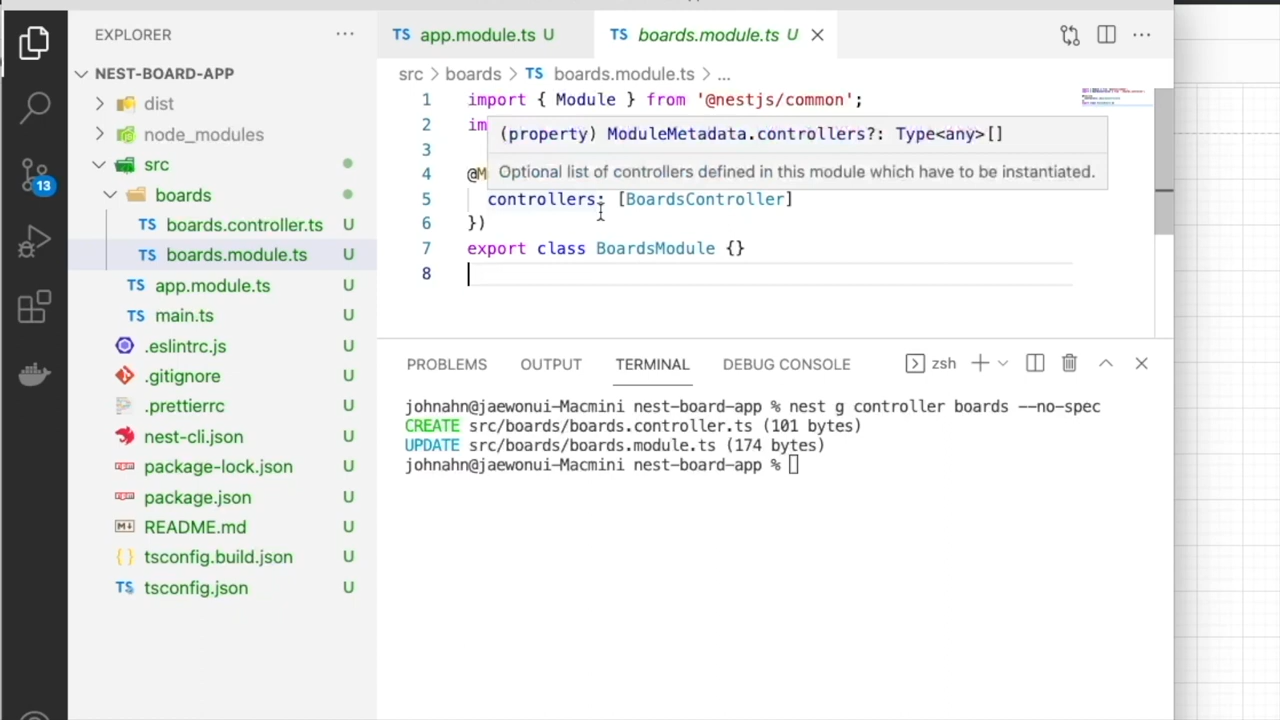 EXPLORER
NEST-BOARD-APP
dist
node_modules
src
boards
TS boards.controller.ts U
TS boards.module.ts U
TS app.module.ts U
TS main.ts U
.eslintrc.js U
.gitignore U
.prettierrc U
nest-cli.json U
package-lock.json U
package.json U
README.md U
{ } tsconfig.build.json U
TS tsconfig.json U
13
TS app.module.ts U
TS boards.module.ts U
src > boards > TS boards.module.ts > ...
1 import { Module } from '@nestjs/common';
2 im
3
4 @M
(property) ModuleMetadata.controllers?: Type<any>[]
Optional list of controllers defined in this module which have to be instantiated.
5 controllers: [BoardsController]
6 })
7 export class BoardsModule {}
8
PROBLEMS OUTPUT TERMINAL DEBUG CONSOLE zsh
johnahn@jaewonui-Macmini nest-board-app % nest g controller boards --no-spec
CREATE src/boards/boards.controller.ts (101 bytes)
UPDATE src/boards/boards.module.ts (174 bytes)
johnahn@jaewonui-Macmini nest-board-app %